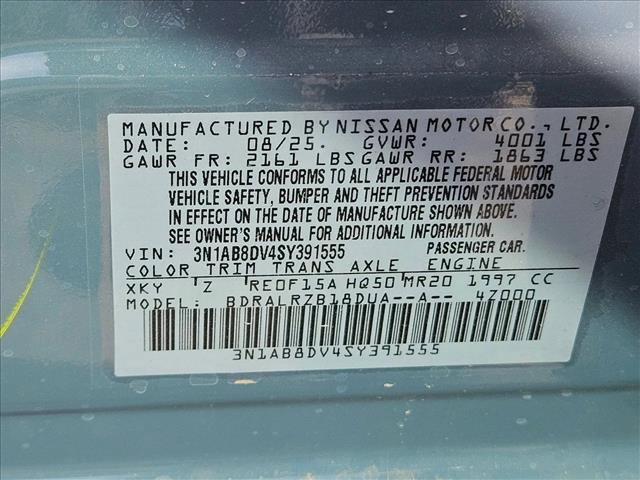 MANUFACTURED BY NISSAN MOTOR CO., LTD.
DATE: 08/25. GVWR: 4001 LBS
GAWR FR: 2161 LBS GAWR RR: 1863 LBS
THIS VEHICLE CONFORMS TO ALL APPLICABLE FEDERAL MOTOR
VEHICLE SAFETY, BUMPER AND THEFT PREVENTION STANDARDS
IN EFFECT ON THE DATE OF MANUFACTURE SHOWN ABOVE.
SEE OWNER'S MANUAL FOR ADDITIONAL INFORMATION.
VIN: 3N1AB8DV4SY391555 PASSENGER CAR.
COLOR TRIM TRANS AXLE ENGINE
XKY Z RE0F15A HQ50 MR20 1997 CC
MODEL: BDRALRZB18DUA--A-- 4Z000
3N1AB8DV4SY391555